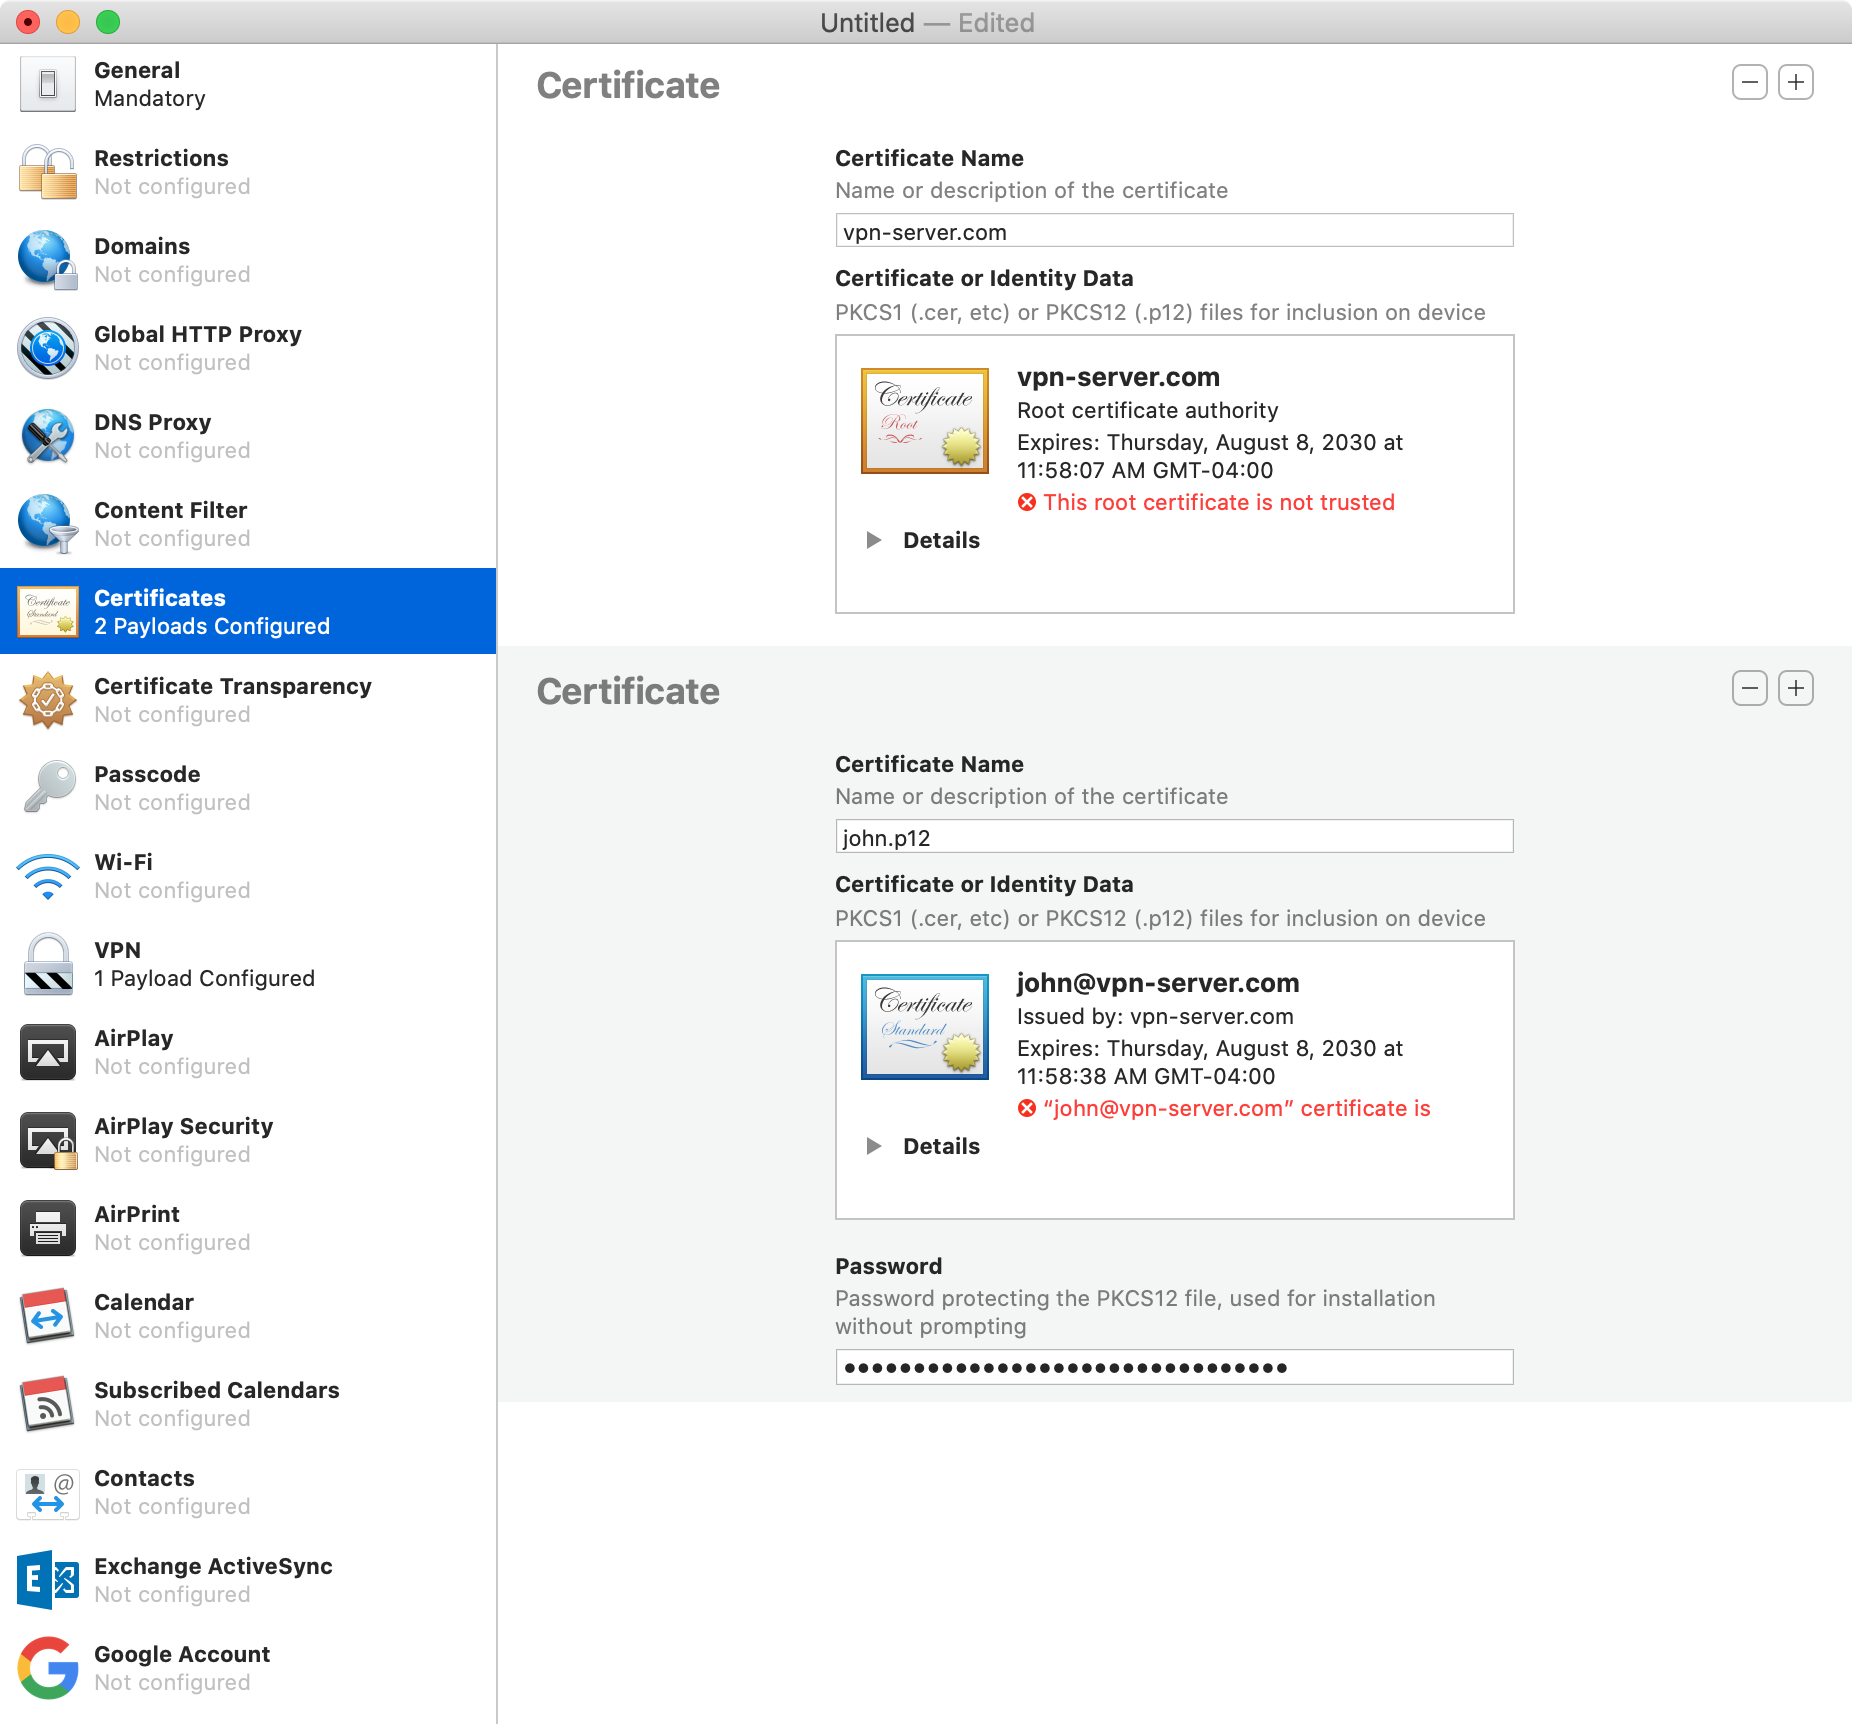 Untitled — Edited
General
Mandatory
Restrictions
Not configured
Domains
Not configured
Global HTTP Proxy
Not configured
DNS Proxy
Not configured
Content Filter
Not configured
Certificate
Standard
Certificates
2 Payloads Configured
Certificate Transparency
Not configured
Passcode
Not configured
Wi-Fi
Not configured
VPN
1 Payload Configured
AirPlay
Not configured
AirPlay Security
Not configured
AirPrint
Not configured
Calendar
Not configured
Subscribed Calendars
Not configured
@
Contacts
Not configured
E
Exchange ActiveSync
Not configured
G
Google Account
Not configured
Certificate
Certificate Name
Name or description of the certificate
vpn-server.com
Certificate or Identity Data
PKCS1 (.cer, etc) or PKCS12 (.p12) files for inclusion on device
Certificate
Root
vpn-server.com
Root certificate authority
Expires: Thursday, August 8, 2030 at
11:58:07 AM GMT-04:00
This root certificate is not trusted
Details
Certificate
Certificate Name
Name or description of the certificate
john.p12
Certificate or Identity Data
PKCS1 (.cer, etc) or PKCS12 (.p12) files for inclusion on device
Certificate
Standard
john@vpn-server.com
Issued by: vpn-server.com
Expires: Thursday, August 8, 2030 at
11:58:38 AM GMT-04:00
“john@vpn-server.com” certificate is
Details
Password
Password protecting the PKCS12 file, used for installation
without prompting
••••••••••••••••••••••••••••••••